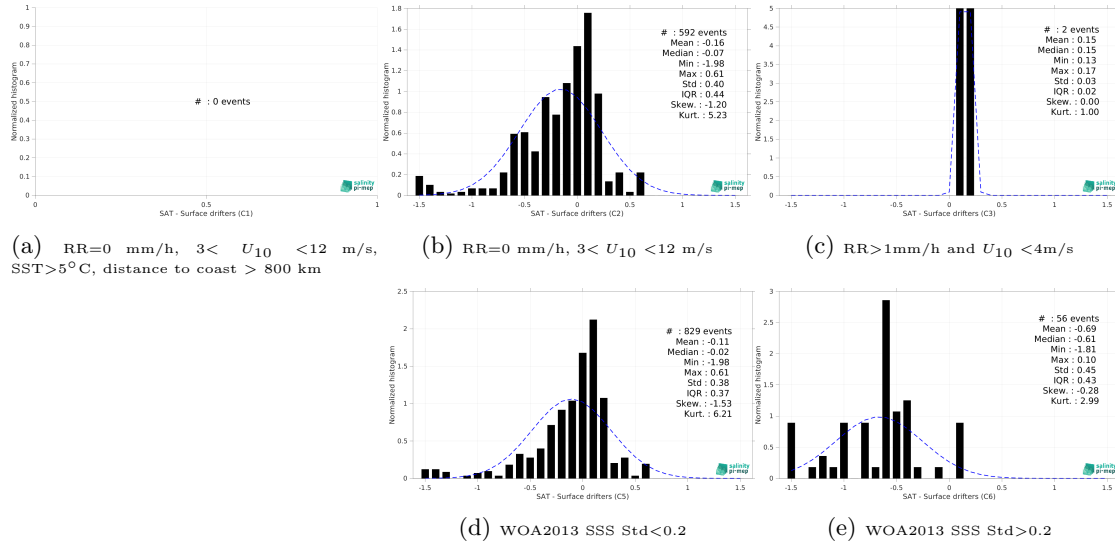 1
0.9
0.8
0.7
0.6
0.5
0.4
0.3
0.2
0.1
0
Normalized histogram
# : 0 events
salinity
pi-mep
0 0.5 1
SAT - Surface drifters (C1)
(a) RR=0 mm/h, 3< U10 <12 m/s,
SST>5°C, distance to coast > 800 km
1.8
1.6
1.4
1.2
1
0.8
0.6
0.4
0.2
0
Normalized histogram
# : 592 events
Mean : -0.16
Median : -0.07
Min : -1.98
Max : 0.61
Std : 0.40
IQR : 0.44
Skew. : -1.20
Kurt. : 5.23
salinity
pi-mep
-1.5 -1 -0.5 0 0.5 1 1.5
SAT - Surface drifters (C2)
(b) RR=0 mm/h, 3< U10 <12 m/s
5
4.5
4
3.5
3
2.5
2
1.5
1
0.5
0
Normalized histogram
# : 2 events
Mean : 0.15
Median : 0.15
Min : 0.13
Max : 0.17
Std : 0.03
IQR : 0.02
Skew. : 0.00
Kurt. : 1.00
salinity
pi-mep
-1.5 -1 -0.5 0 0.5 1 1.5
SAT - Surface drifters (C3)
(c) RR>1mm/h and U10 <4m/s
2.5
2
1.5
1
0.5
0
Normalized histogram
# : 829 events
Mean : -0.11
Median : -0.02
Min : -1.98
Max : 0.61
Std : 0.38
IQR : 0.37
Skew. : -1.53
Kurt. : 6.21
salinity
pi-mep
-1.5 -1 -0.5 0 0.5 1 1.5
SAT - Surface drifters (C5)
(d) WOA2013 SSS Std<0.2
3
2.5
2
1.5
1
0.5
0
Normalized histogram
# : 56 events
Mean : -0.69
Median : -0.61
Min : -1.81
Max : 0.10
Std : 0.45
IQR : 0.43
Skew. : -0.28
Kurt. : 2.99
salinity
pi-mep
-1.5 -1 -0.5 0 0.5 1 1.5
SAT - Surface drifters (C6)
(e) WOA2013 SSS Std>0.2